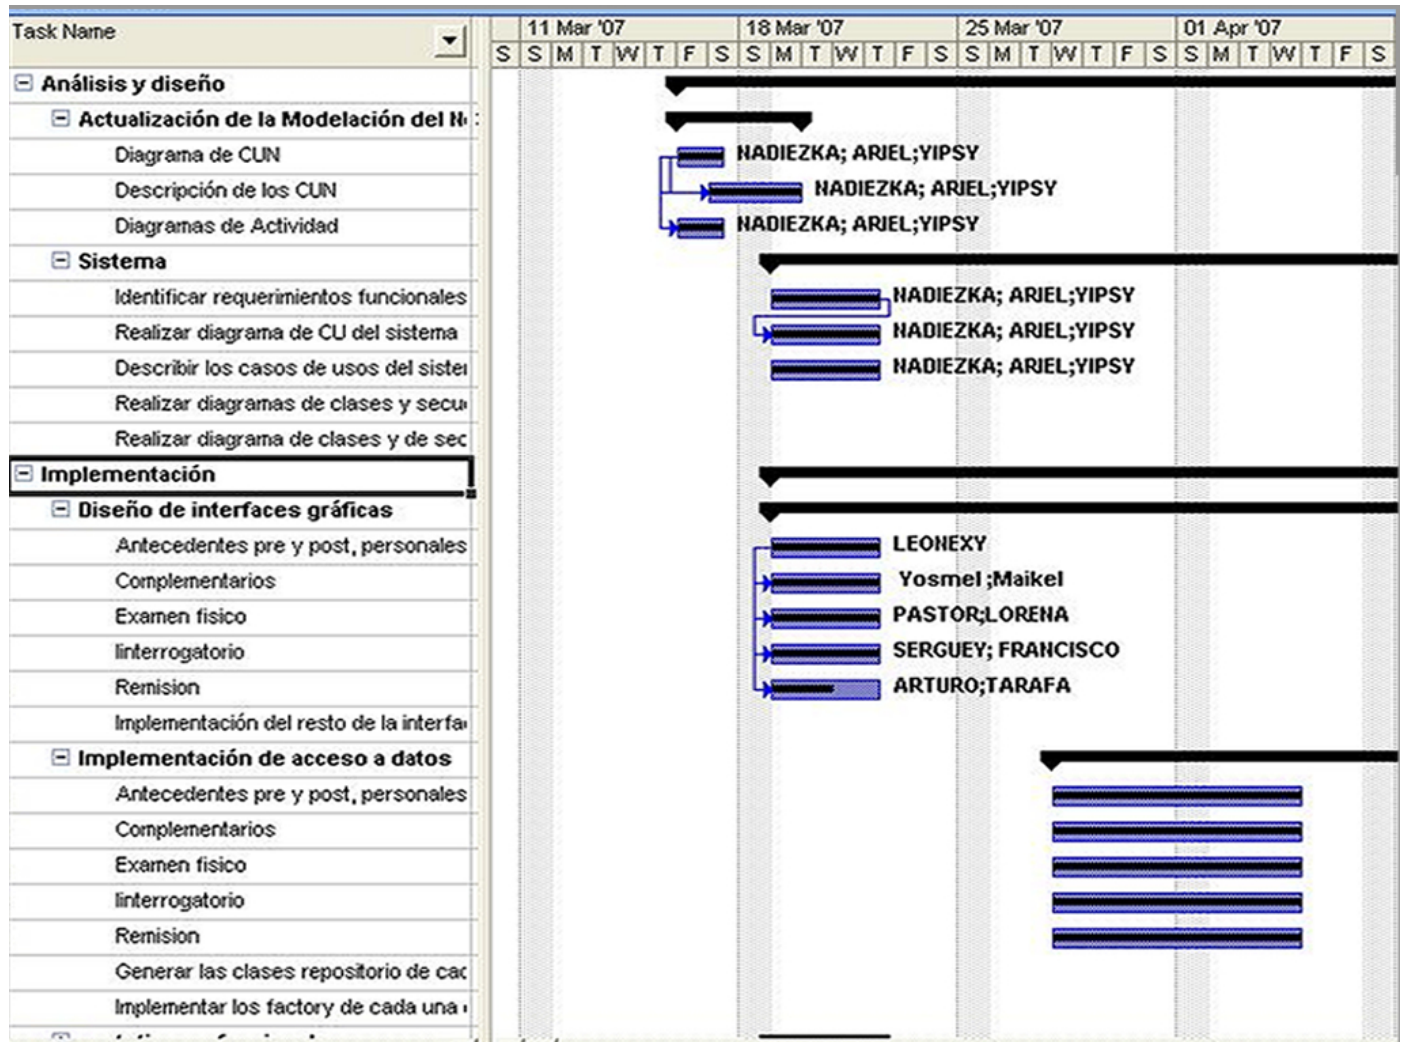 Task Name
11 Mar '07 18 Mar '07 25 Mar '07 01 Apr '07
S S M T W T F S S M T W T F S S M T W T F S S M T W T F S
Análisis y diseño
Actualización de la Modelación del
Diagrama de CUN NADIEZKA; ARIEL;YIPSY
Descripción de los CUN NADIEZKA; ARIEL;YIPSY
Diagramas de Actividad NADIEZKA; ARIEL;YIPSY
Sistema
Identificar requerimientos funcionales NADIEZKA; ARIEL;YIPSY
Realizar diagrama de CU del sistema NADIEZKA; ARIEL;YIPSY
Describir los casos de usos del NADIEZKA; ARIEL;YIPSY
Realizar diagramas de clases y
Realizar diagrama de clases y de sec
Implementación
Diseño de interfaces gráficas
Antecedentes pre y post, personales LEONEXY
Complementarios Yosmel ;Maikel
Examen fisico PASTOR;LORENA
Iinterrogatorio SERGUEY; FRANCISCO
Remision ARTURO;TARAFA
Implementación del resto de la
Implementación de acceso a datos
Antecedentes pre y post, personales
Complementarios
Examen fisico
Iinterrogatorio
Remision
Generar las clases repositorio de cac
Implementar los factory de cada una